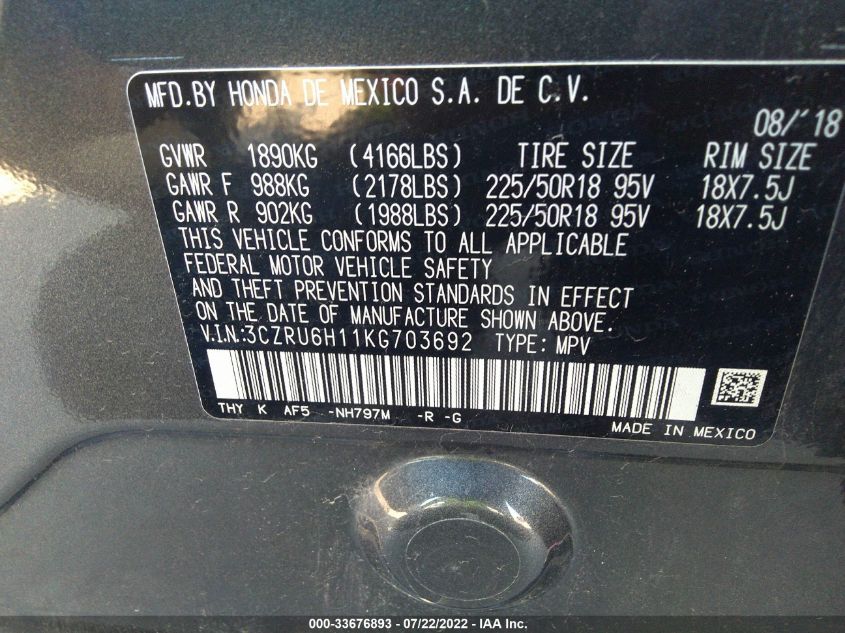 MFD.BY HONDA DE MEXICO S.A. DE C.V.
08/'18
GVWR 1890KG (4166LBS) TIRE SIZE RIM SIZE
GAWR F 988KG (2178LBS) 225/50R18 95V 18X7.5J
GAWR R 902KG (1988LBS) 225/50R18 95V 18X7.5J
THIS VEHICLE CONFORMS TO ALL APPLICABLE
FEDERAL MOTOR VEHICLE SAFETY
AND THEFT PREVENTION STANDARDS IN EFFECT
ON THE DATE OF MANUFACTURE SHOWN ABOVE.
V.I.N:3CZRU6H11KG703692 TYPE: MPV
THY K AF5 -NH797M -R -G
MADE IN MEXICO
000-33676893 - 07/22/2022 - IAA Inc.